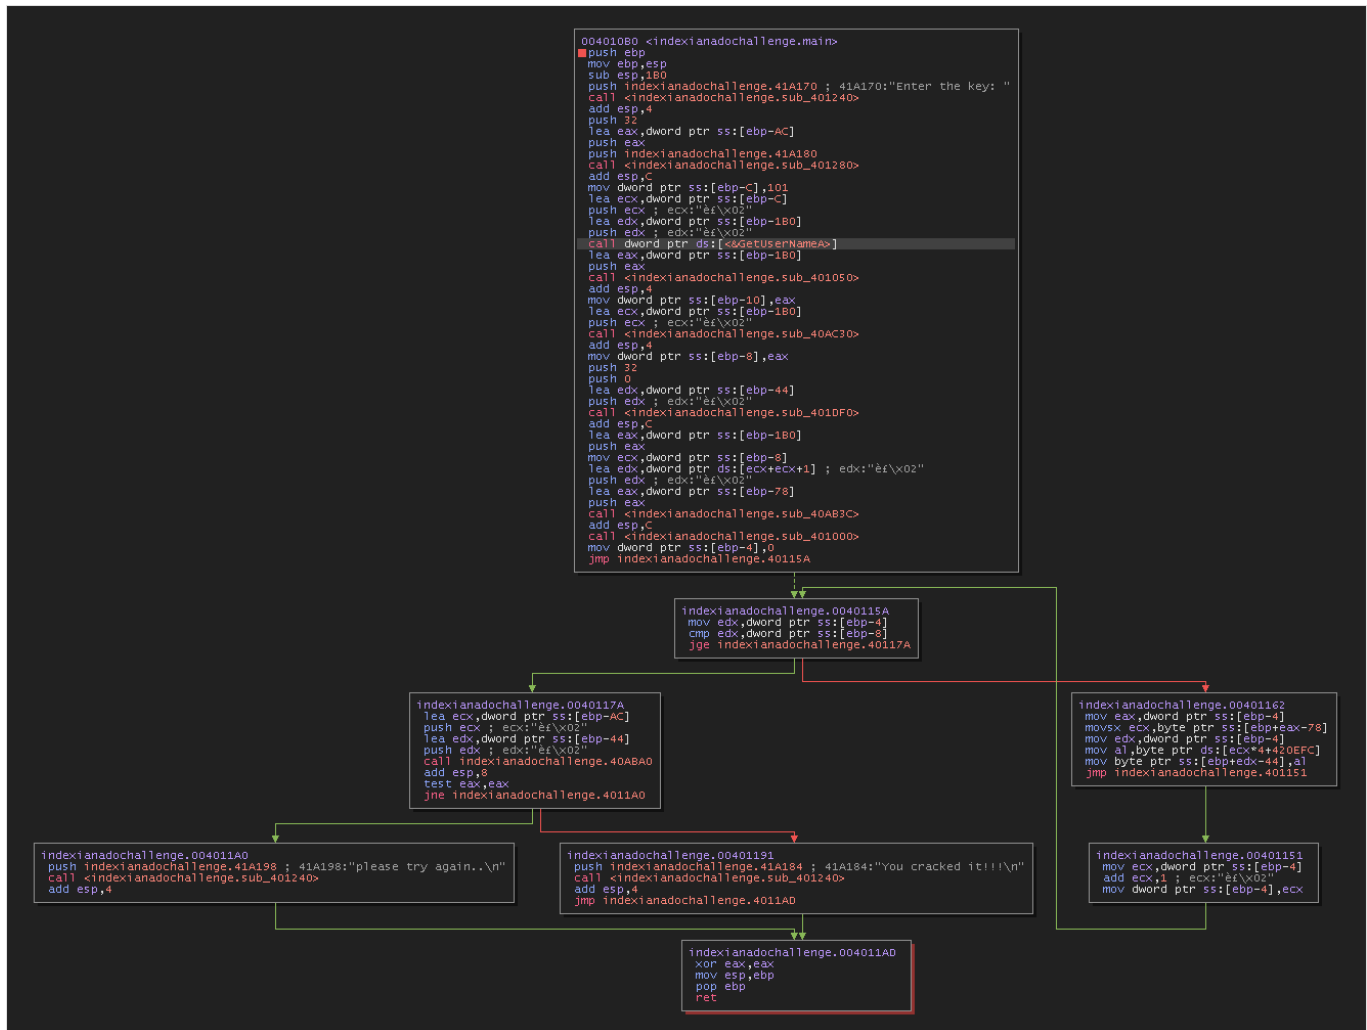 004010B0 <indexianadochallenge.main>
push ebp
mov ebp,esp
sub esp,1B0
push indexianadochallenge.41A170 ; 41A170:"Enter the key: "
call <indexianadochallenge.sub_401240>
add esp,4
push 32
lea eax,dword ptr ss:[ebp-AC]
push eax
push indexianadochallenge.41A180
call <indexianadochallenge.sub_401280>
add esp,C
mov dword ptr ss:[ebp-C],101
lea ecx,dword ptr ss:[ebp-C]
push ecx ; ecx:"è£\x02"
lea edx,dword ptr ss:[ebp-1B0]
push edx ; edx:"è£\x02"
call dword ptr ds:[<&GetUserNameA>]
lea eax,dword ptr ss:[ebp-1B0]
push eax
call <indexianadochallenge.sub_401050>
add esp,4
mov dword ptr ss:[ebp-10],eax
lea ecx,dword ptr ss:[ebp-1B0]
push ecx ; ecx:"è£\x02"
call <indexianadochallenge.sub_40AC30>
add esp,4
mov dword ptr ss:[ebp-8],eax
push 32
push 0
lea edx,dword ptr ss:[ebp-44]
push edx ; edx:"è£\x02"
call <indexianadochallenge.sub_401DF0>
add esp,C
lea eax,dword ptr ss:[ebp-1B0]
push eax
mov ecx,dword ptr ss:[ebp-8]
lea edx,dword ptr ds:[ecx+ecx+1] ; edx:"è£\x02"
push edx ; edx:"è£\x02"
lea eax,dword ptr ss:[ebp-78]
push eax
call <indexianadochallenge.sub_40AB3C>
add esp,C
call <indexianadochallenge.sub_401000>
mov dword ptr ss:[ebp-4],0
jmp indexianadochallenge.40115A
indexianadochallenge.0040115A
mov edx,dword ptr ss:[ebp-4]
cmp edx,dword ptr ss:[ebp-8]
jge indexianadochallenge.40117A
indexianadochallenge.0040117A
lea ecx,dword ptr ss:[ebp-AC]
push ecx ; ecx:"è£\x02"
lea edx,dword ptr ss:[ebp-44]
push edx ; edx:"è£\x02"
call indexianadochallenge.40ABA0
add esp,8
test eax,eax
jne indexianadochallenge.4011A0
indexianadochallenge.00401162
mov eax,dword ptr ss:[ebp-4]
movsx ecx,byte ptr ss:[ebp+eax-78]
mov edx,dword ptr ss:[ebp-4]
mov al,byte ptr ds:[ecx*4+420EFC]
mov byte ptr ss:[ebp+edx-44],al
jmp indexianadochallenge.401151
indexianadochallenge.004011A0
push indexianadochallenge.41A198 ; 41A198:"please try again..\n"
call <indexianadochallenge.sub_401240>
add esp,4
indexianadochallenge.00401191
push indexianadochallenge.41A184 ; 41A184:"You cracked it!!!\n"
call <indexianadochallenge.sub_401240>
add esp,4
jmp indexianadochallenge.4011AD
indexianadochallenge.00401151
mov ecx,dword ptr ss:[ebp-4]
add ecx,1 ; ecx:"è£\x02"
mov dword ptr ss:[ebp-4],ecx
indexianadochallenge.004011AD
xor eax,eax
mov esp,ebp
pop ebp
ret